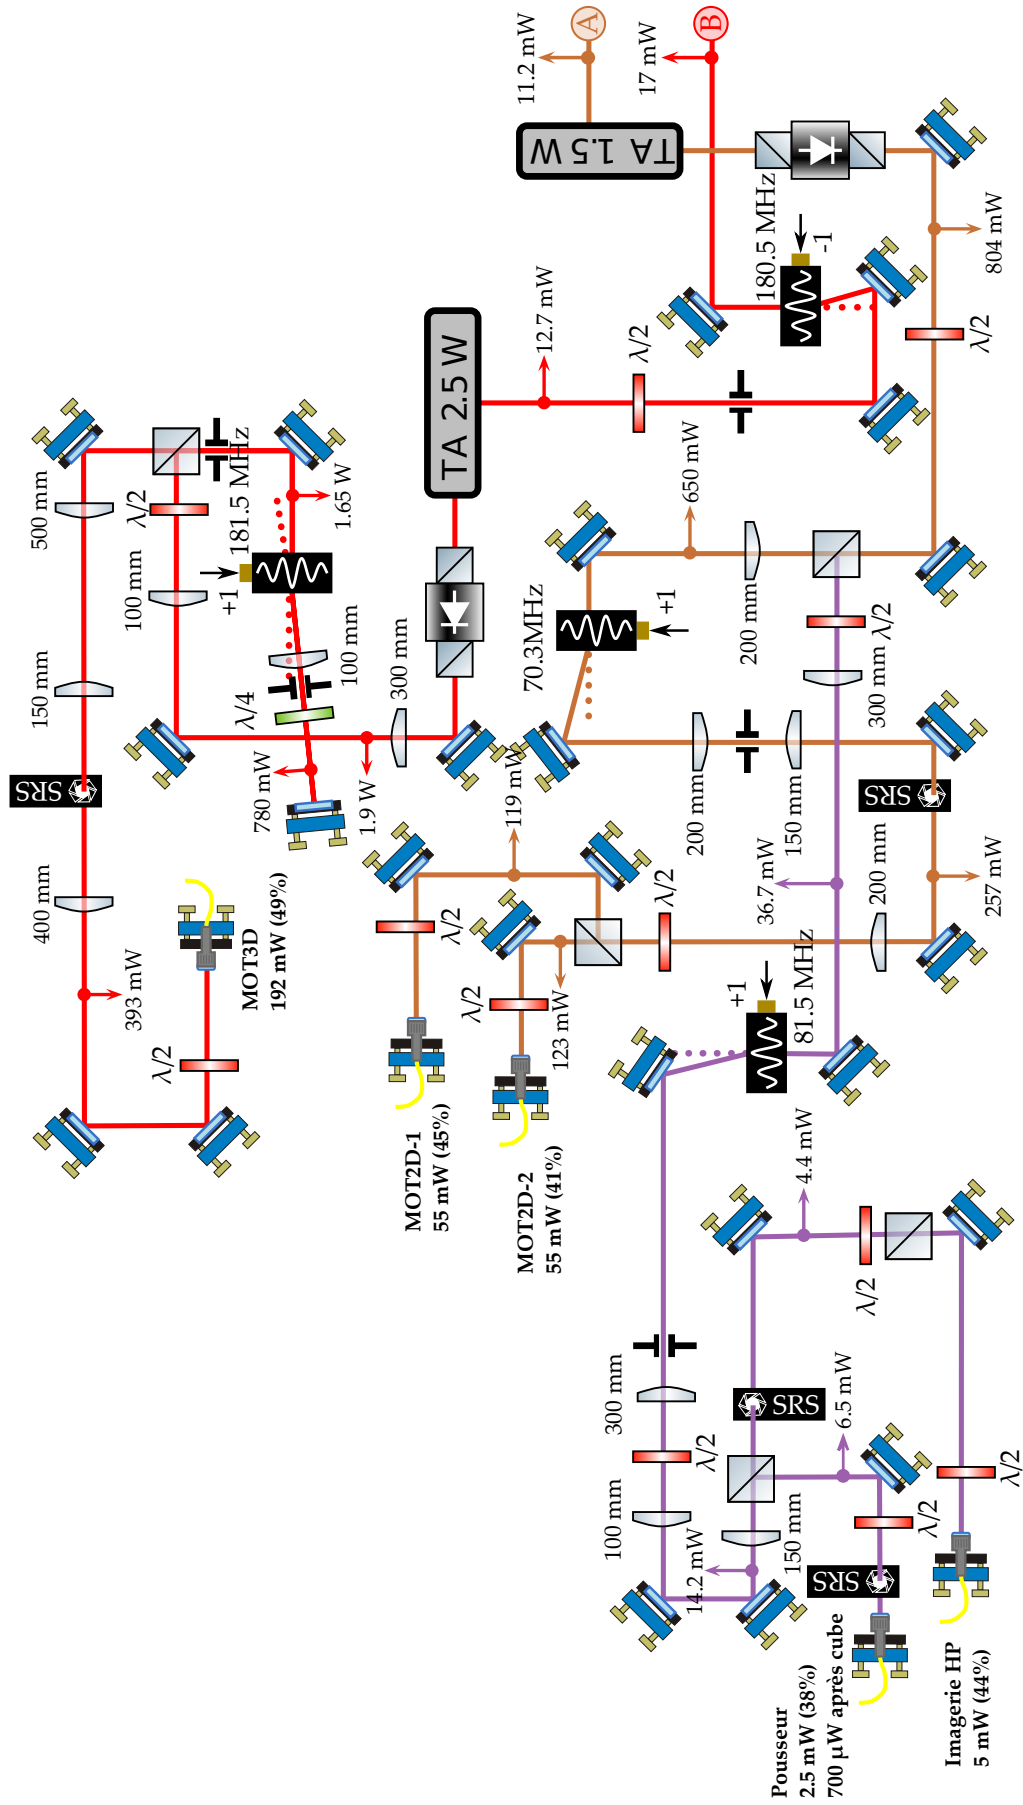 A
11.2 mW
B
17 mW
TA 1.5 W
180.5 MHz
-1
804 mW
12.7 mW
λ/2
λ/2
TA 2.5 W
500 mm
λ/2
181.5 MHz
1.65 W
650 mW
100 mm
+1
70.3MHz
+1
200 mm
λ/2
150 mm
λ/4
100 mm
300 mm
300 mm
SRS
780 mW
1.9 W
119 mW
200 mm
150 mm
SRS
400 mm
λ/2
λ/2
36.7 mW
200 mm
257 mW
393 mW
MOT3D
192 mW (49%)
λ/2
123 mW
+1
81.5 MHz
λ/2
MOT2D-1
55 mW (45%)
MOT2D-2
55 mW (41%)
4.4 mW
λ/2
300 mm
SRS
6.5 mW
λ/2
λ/2
λ/2
100 mm
150 mm
14.2 mW
SRS
Pousseur
2.5 mW (38%)
700 µW après cube
Imagerie HP
5 mW (44%)